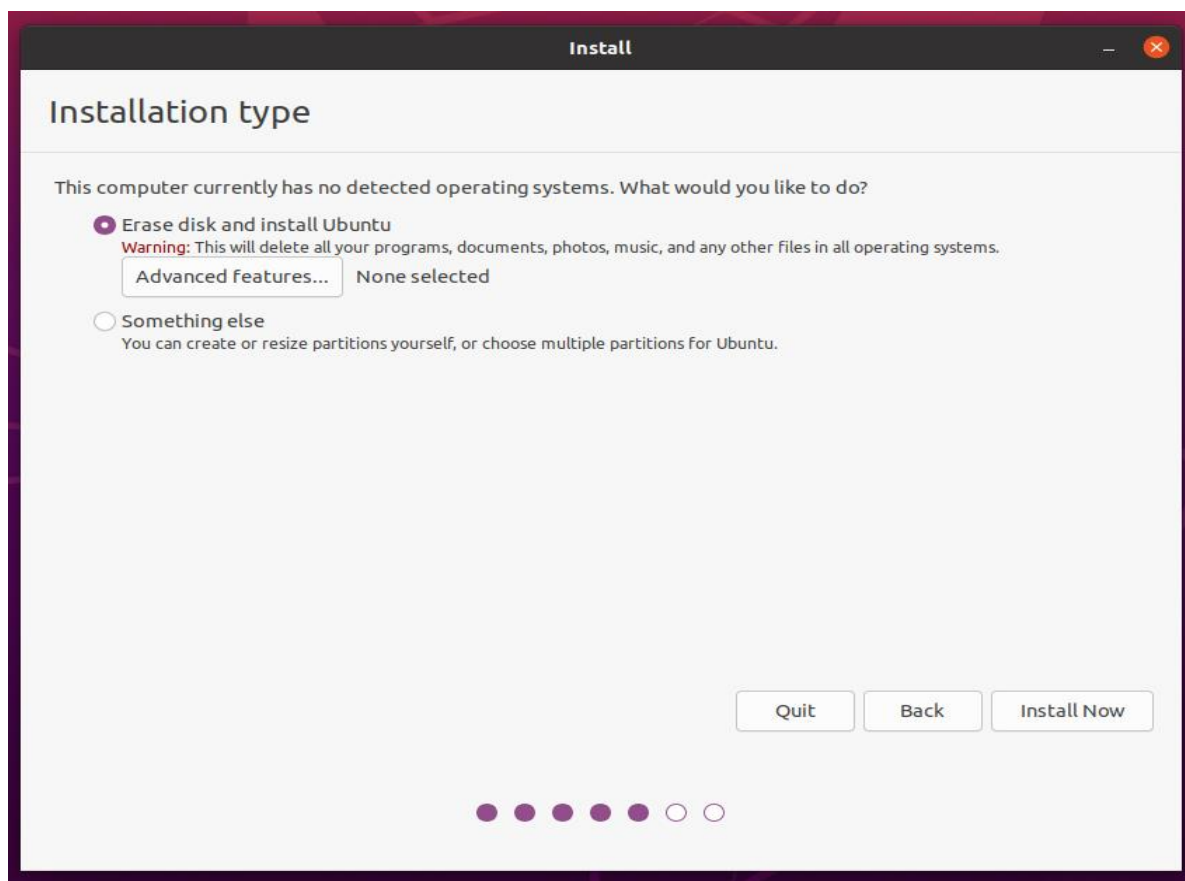 Install
Installation type
This computer currently has no detected operating systems. What would you like to do?
Erase disk and install Ubuntu
Warning: This will delete all your programs, documents, photos, music, and any other files in all operating systems.
Advanced features... None selected
Something else
You can create or resize partitions yourself, or choose multiple partitions for Ubuntu.
Quit Back Install Now